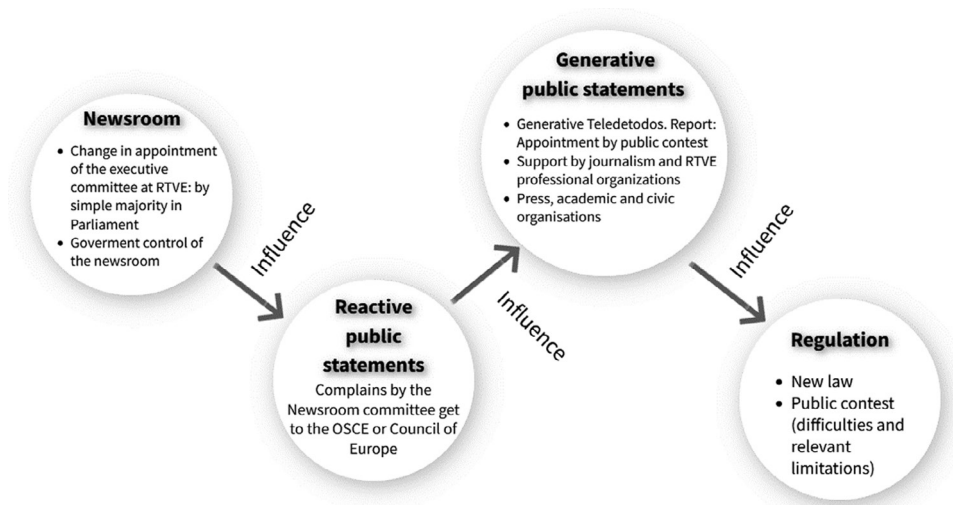 Newsroom
• Change in appointment
of the executive
committee at RTVE: by
simple majority in
Parliament
• Goverment control of
the newsroom
Influence
Reactive
public
statements
Complains by the
Newsroom committee get
to the OSCE or Council of
Europe
Influence
Generative
public statements
• Generative Teledetodos. Report:
Appointment by public contest
• Support by journalism and RTVE
professional organizations
• Press, academic and civic
organisations
Influence
Regulation
• New law
• Public contest
(difficulties and
relevant
limitations)